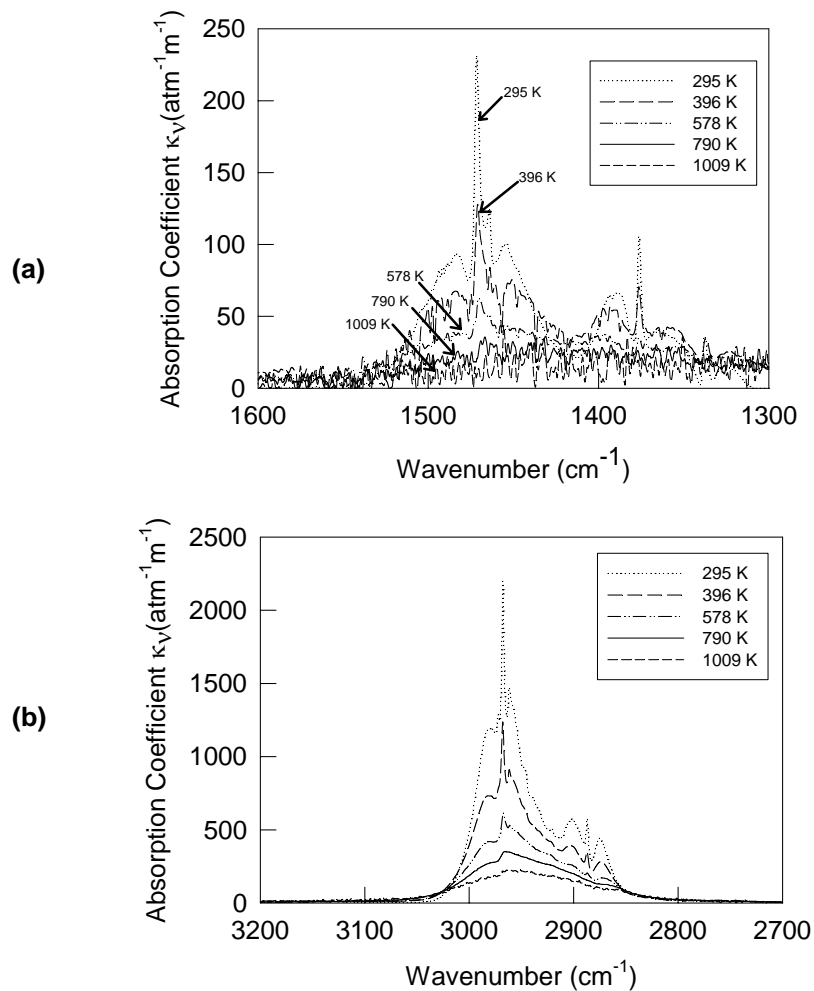 (a)
Absorption Coefficient κν(atm-1m-1)
250
200
150
100
50
0
295 K
396 K
578 K
790 K
1009 K
295 K
396 K
578 K
790 K
1009 K
1600 1500 1400 1300
Wavenumber (cm-1)
(b)
Absorption Coefficient κν(atm-1m-1)
2500
2000
1500
1000
500
0
295 K
396 K
578 K
790 K
1009 K
3200 3100 3000 2900 2800 2700
Wavenumber (cm-1)